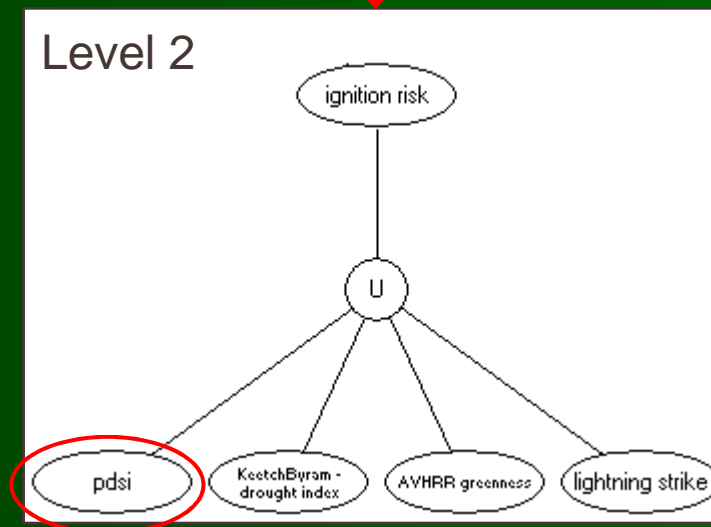 Level 2
ignition risk
U
pdsi
KeetchByram -
drought index
AVHRR greenness
lightning strike